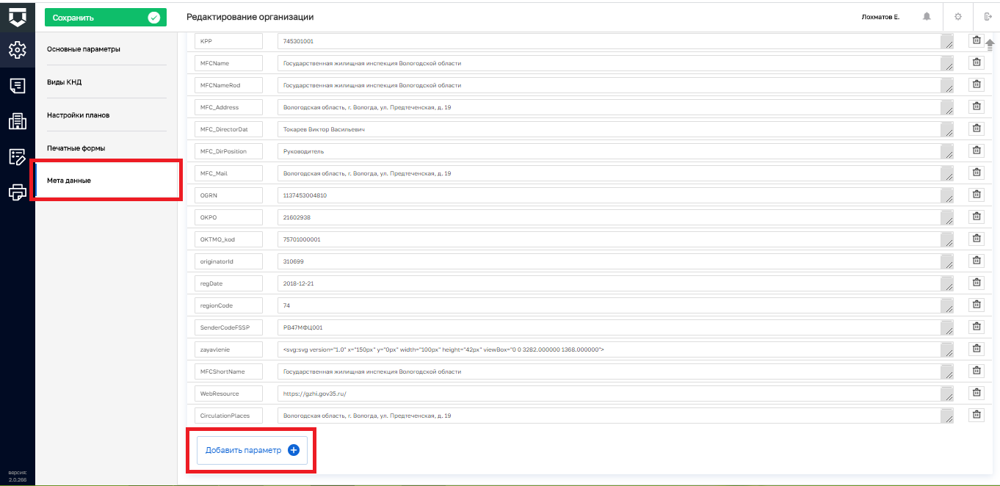 Сохранить
Редактирование организации
Лохматов Е.
Основные параметры
Виды КНД
Настройки планов
Печатные формы
Мета данные
KPP 745301001
MFCName Государственная жилищная инспекция Вологодской области
MFCNameRod Государственная жилищная инспекция Вологодской области
MFC_Address Вологодская область, г. Вологда, ул. Предтеченская, д. 19
MFC_DirectorDat Токарев Виктор Васильевич
MFC_DirPosition Руководитель
MFC_Mail Вологодская область, г. Вологда, ул. Предтеченская, д. 19
OGRN 1137453004810
OKPO 21602938
OKTMO_kod 75701000001
originatorId 310699
regDate 2018-12-21
regionCode 74
SenderCodeFSSP РВ47МФЦ001
zayavlenie <svg:svg version="1.0" x="150px" y="0px" width="100px" height="42px" viewBox="0 0 3282.000000 1368.000000">
MFCShortName Государственная жилищная инспекция Вологодской области
WebResource https://gzhi.gov35.ru/
CirculationPlaces Вологодская область, г. Вологда, ул. Предтеченская, д. 19
Добавить параметр
версия:
2.0.266